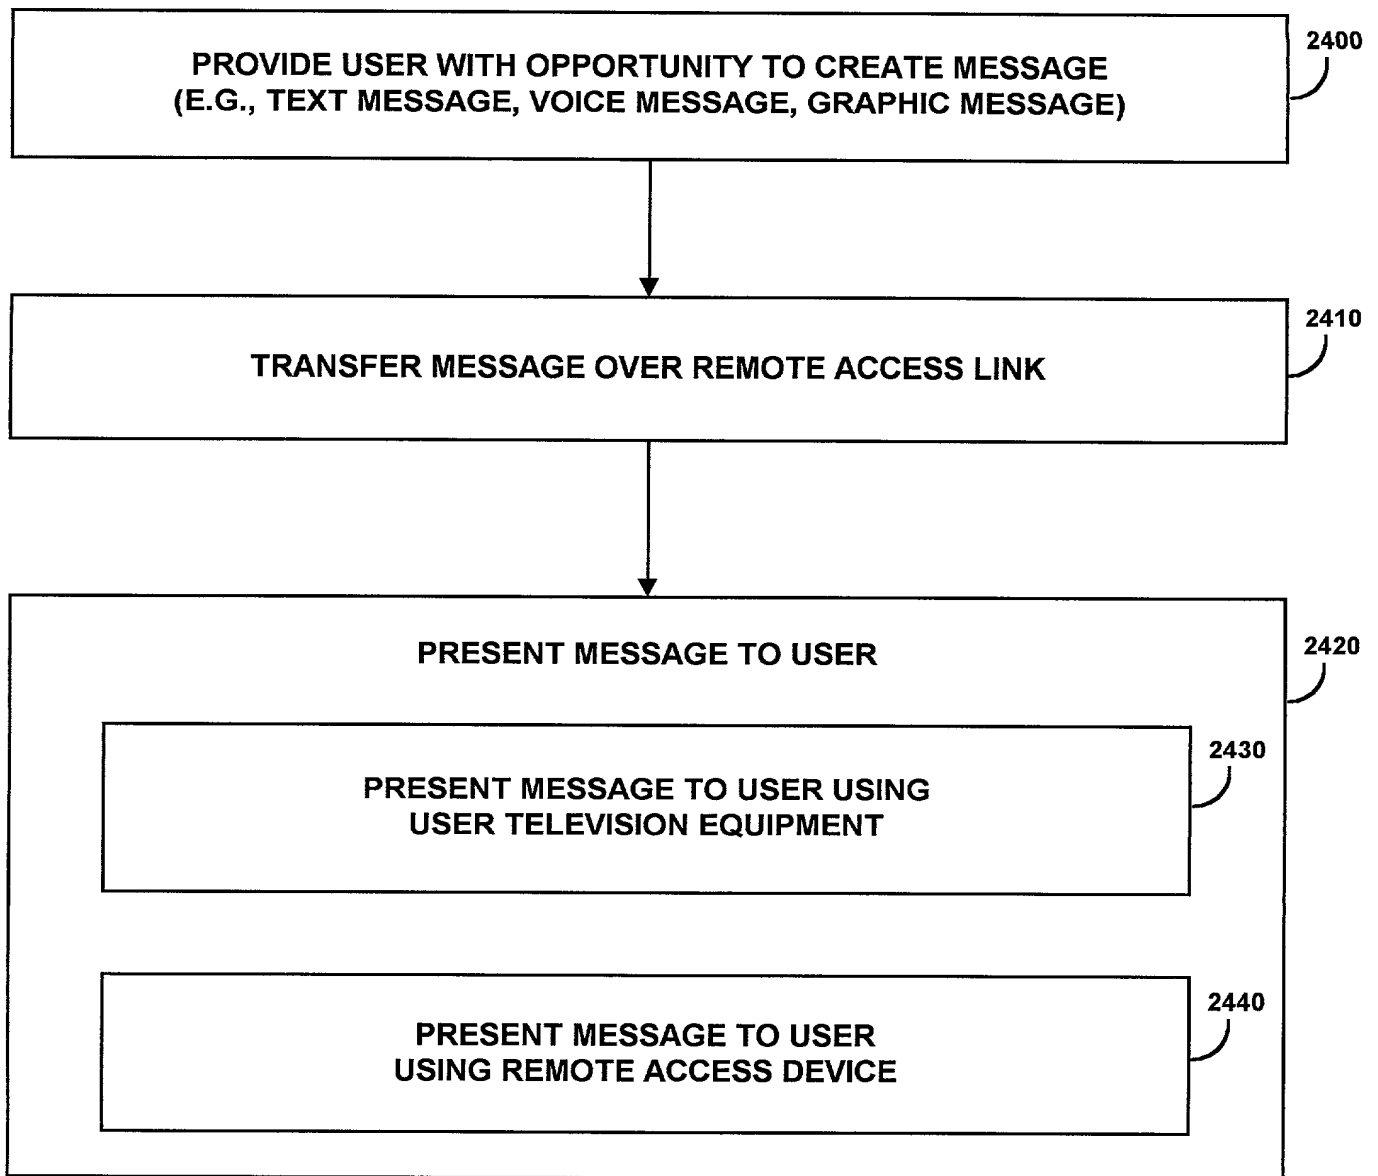 2400
PROVIDE USER WITH OPPORTUNITY TO CREATE MESSAGE
(E.G., TEXT MESSAGE, VOICE MESSAGE, GRAPHIC MESSAGE)
2410
TRANSFER MESSAGE OVER REMOTE ACCESS LINK
2420
PRESENT MESSAGE TO USER
2430
PRESENT MESSAGE TO USER USING
USER TELEVISION EQUIPMENT
2440
PRESENT MESSAGE TO USER
USING REMOTE ACCESS DEVICE